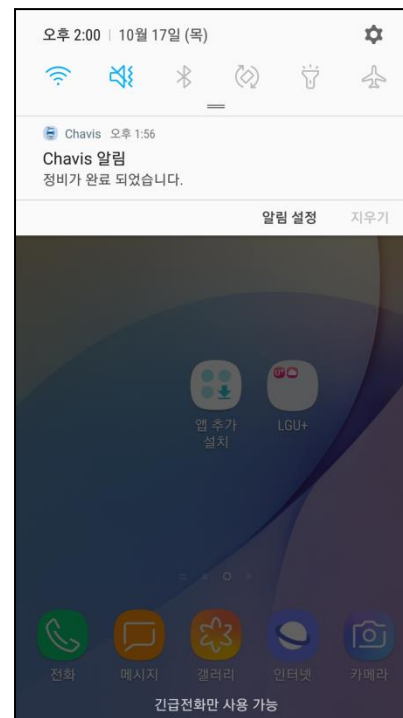 오후 2:00 | 10월 17일 (목)
Chavis 오후 1:56
Chavis 알림
정비가 완료 되었습니다.
알림 설정 지우기
앱 추가 LGU+
설치
전화 메시지 갤러리 인터넷 카메라
긴급전화만 사용 가능